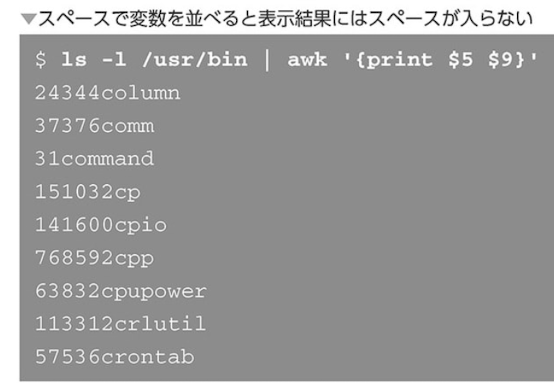 ▼スペースで変数を並べると表示結果にはスペースが入らない
$ ls -l /usr/bin | awk '{print $5 $9}'
24344column
37376comm
31command
151032cp
141600cpio
768592cpp
63832cpupower
113312crlutil
57536crontab